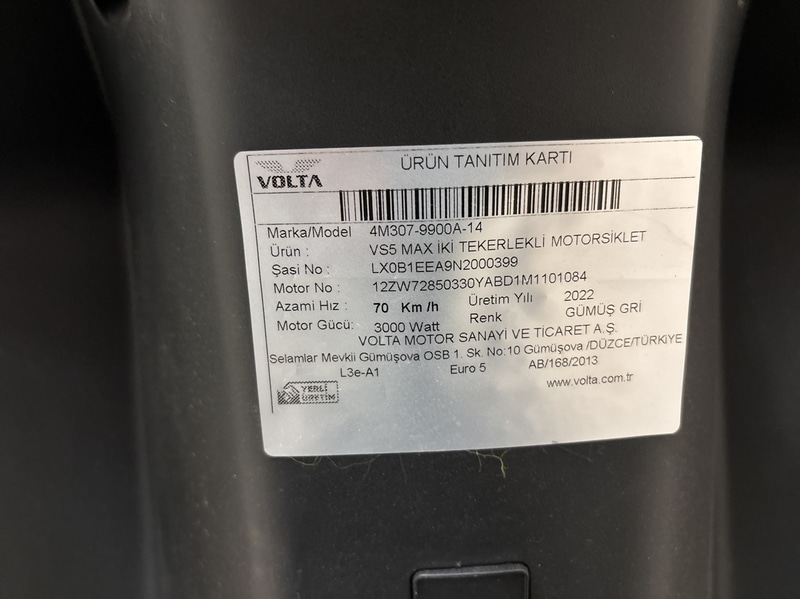 VOLTA
ÜRÜN TANITIM KARTI
Marka/Model 4M307-9900A-14
Ürün : VS5 MAX İKİ TEKERLEKLİ MOTORSİKLET
Şasi No : LX0B1EEA9N2000399
Motor No : 12ZW72850330YABD1M1101084
Azami Hız : 70 Km /h Üretim Yılı 2022
Motor Gücü: 3000 Watt Renk GÜMÜŞ GRİ
VOLTA MOTOR SANAYİ VE TİCARET A.Ş.
Selamlar Mevkii Gümüşova OSB 1. Sk. No:10 Gümüşova /DÜZCE/TÜRKİYE
L3e-A1 Euro 5 AB/168/2013
YERLİ
ÜRETİM
www.volta.com.tr